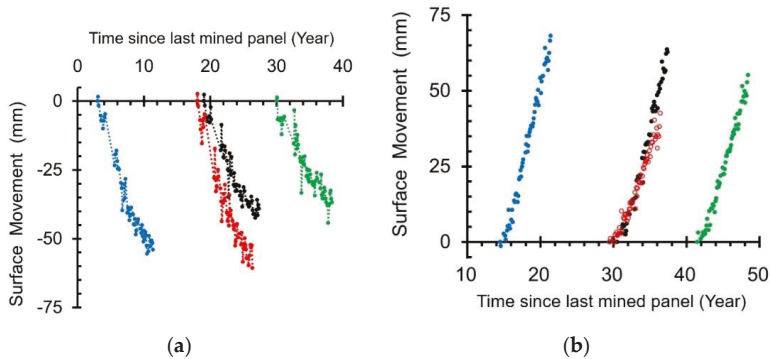 Time since last mined panel (Year)
0 10 20 30 40
0
-25
-50
-75
Surface Movement (mm)
(a)
75
50
25
0
Surface Movement (mm)
10 20 30 40 50
Time since last mined panel (Year)
(b)